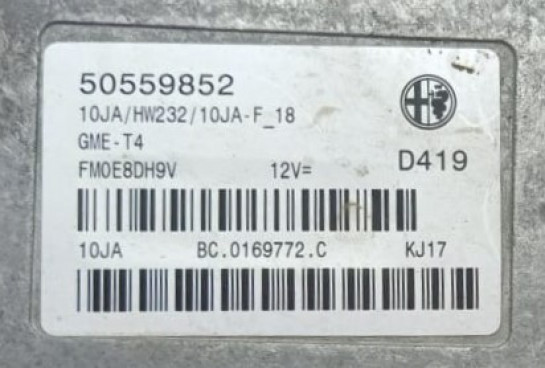 50559852
10JA/HW232/10JA-F_18
GME-T4
FM0E8DH9V 12V= D419
10JA BC.0169772.C KJ17